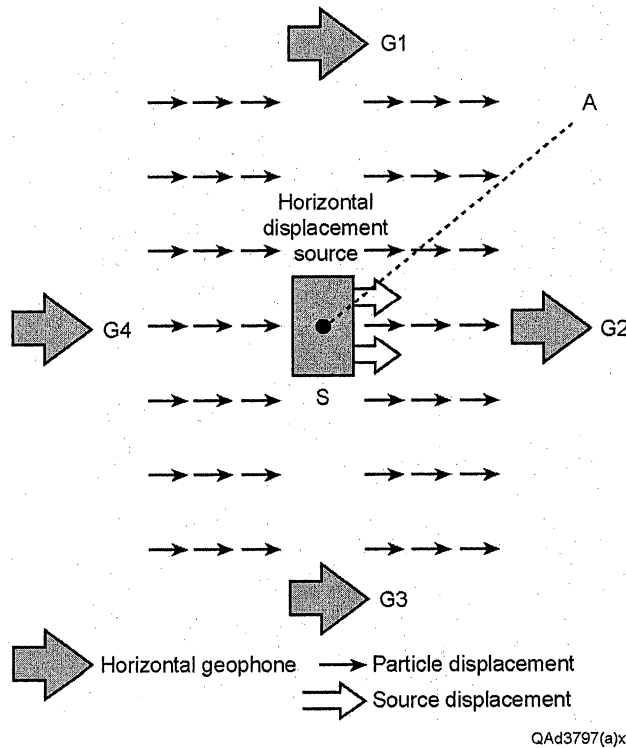 G1
A
Horizontal
displacement
source
G4
G2
S
G3
Horizontal geophone
Particle displacement
Source displacement
QAd3797(a)x